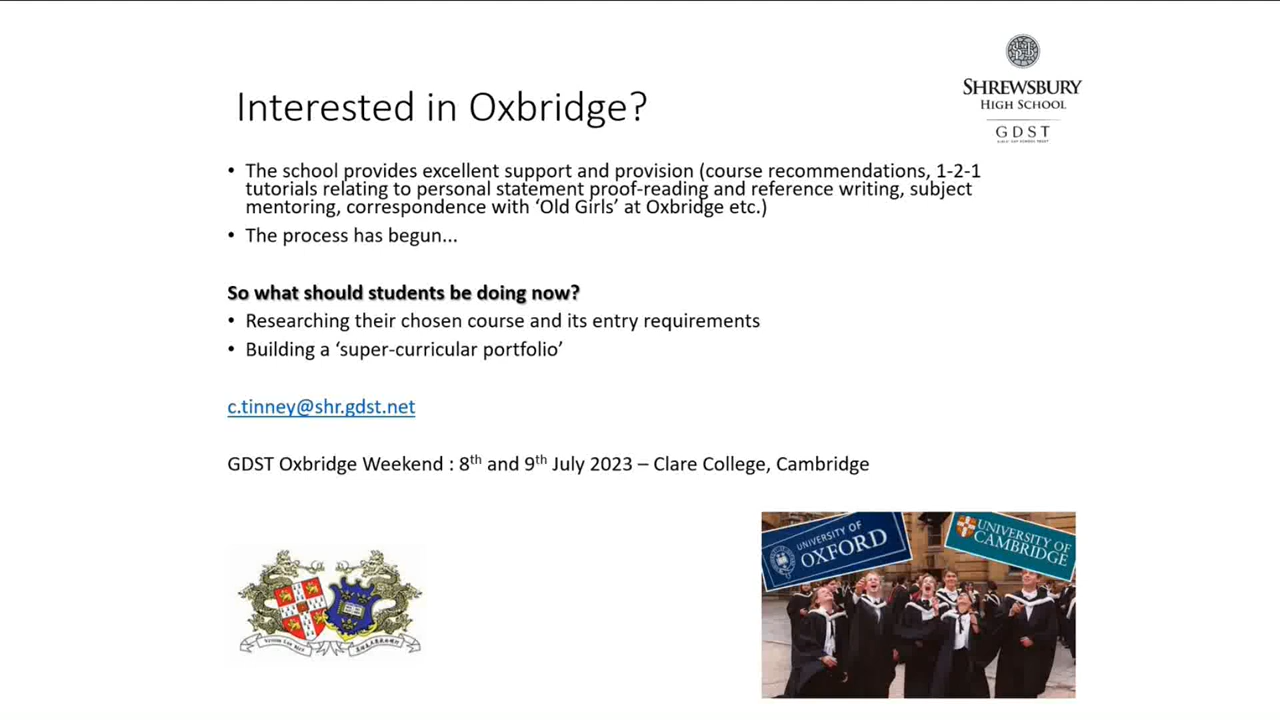 SHREWSBURY
HIGH SCHOOL
GDST
Interested in Oxbridge?
• The school provides excellent support and provision (course recommendations, 1-2-1
tutorials relating to personal statement proof-reading and reference writing, subject
mentoring, correspondence with ‘Old Girls’ at Oxbridge etc.)
• The process has begun...
So what should students be doing now?
• Researching their chosen course and its entry requirements
• Building a ‘super-curricular portfolio’
c.tinney@shr.gdst.net
GDST Oxbridge Weekend : 8th and 9th July 2023 – Clare College, Cambridge
UNIVERSITY OF
OXFORD
UNIVERSITY OF
CAMBRIDGE